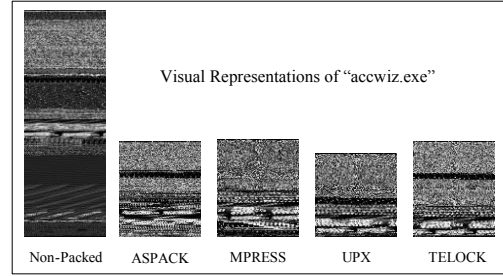 Visual Representations of “accwiz.exe”
Non-Packed ASPACK MPRESS UPX TELOCK